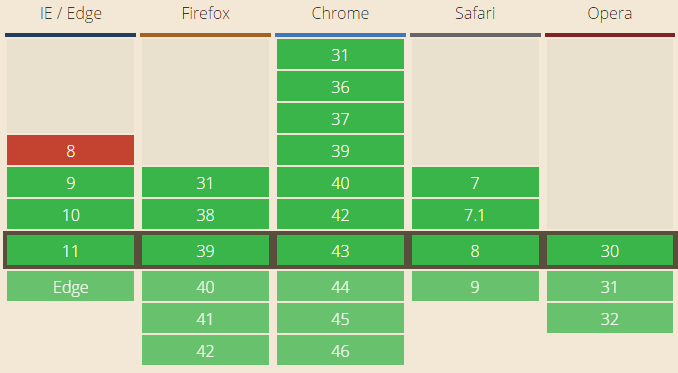 IE / Edge Firefox Chrome Safari Opera
31
36
37
8 39
9 31 40 7
10 38 42 7.1
11 39 43 8 30
Edge 40 44 9 31
41 45 32
42 46